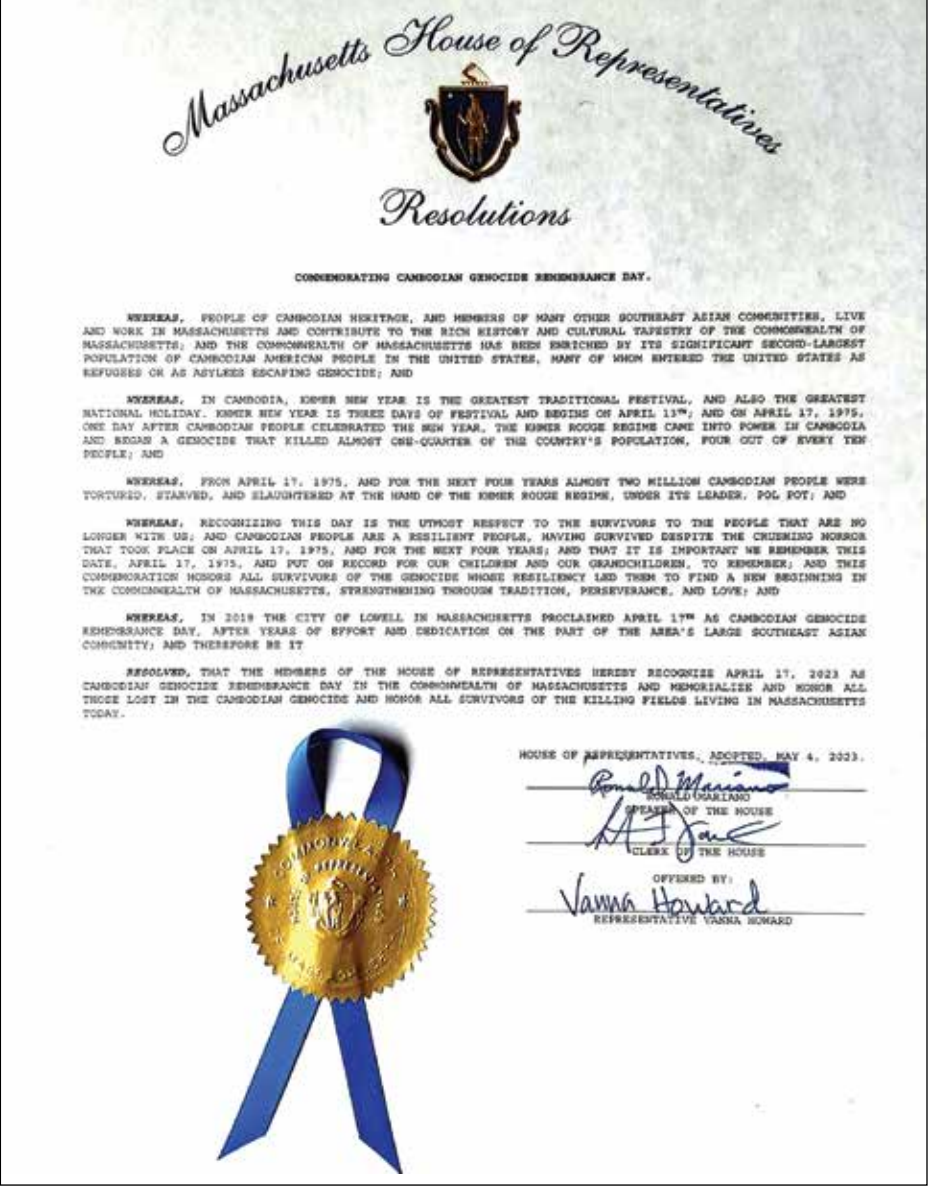 Massachusetts House of Representatives
Resolutions
COMMEMORATING CAMBODIAN GENOCIDE REMEMBRANCE DAY.
WHEREAS, PEOPLE OF CAMBODIAN HERITAGE, AND MEMBERS OF MANY OTHER SOUTHEAST ASIAN COMMUNITIES, LIVE
AND WORK IN MASSACHUSETTS AND CONTRIBUTE TO THE RICH HISTORY AND CULTURAL TAPESTRY OF THE COMMONWEALTH OF
MASSACHUSETTS; AND THE COMMONWEALTH OF MASSACHUSETTS HAS BEEN ENRICHED BY ITS SIGNIFICANT SECOND-LARGEST
POPULATION OF CAMBODIAN AMERICAN PEOPLE IN THE UNITED STATES, MANY OF WHOM ENTERED THE UNITED STATES AS
REFUGEES OR AS ASYLEES ESCAPING GENOCIDE; AND
WHEREAS, IN CAMBODIA, KHMER NEW YEAR IS THE GREATEST TRADITIONAL FESTIVAL, AND ALSO THE GREATEST
NATIONAL HOLIDAY. KHMER NEW YEAR IS THREE DAYS OF FESTIVAL AND BEGINS ON APRIL 13TH; AND ON APRIL 17, 1975,
ONE DAY AFTER CAMBODIAN PEOPLE CELEBRATED THE NEW YEAR, THE KHMER ROUGE REGIME CAME INTO POWER IN CAMBODIA
AND BEGAN A GENOCIDE THAT KILLED ALMOST ONE-QUARTER OF THE COUNTRY'S POPULATION, FOUR OUT OF EVERY TEN
PEOPLE; AND
WHEREAS, FROM APRIL 17, 1975, AND FOR THE NEXT FOUR YEARS ALMOST TWO MILLION CAMBODIAN PEOPLE WERE
TORTURED, STARVED, AND SLAUGHTERED AT THE HAND OF THE KHMER ROUGE REGIME, UNDER ITS LEADER, POL POT; AND
WHEREAS, RECOGNIZING THIS DAY IS THE UTMOST RESPECT TO THE SURVIVORS TO THE PEOPLE THAT ARE NO
LONGER WITH US; AND CAMBODIAN PEOPLE ARE A RESILIENT PEOPLE, HAVING SURVIVED DESPITE THE CRUSHING HORROR
THAT TOOK PLACE ON APRIL 17, 1975, AND FOR THE NEXT FOUR YEARS; AND THAT IT IS IMPORTANT WE REMEMBER THIS
DATE, APRIL 17, 1975, AND PUT ON RECORD FOR OUR CHILDREN AND OUR GRANDCHILDREN, TO REMEMBER; AND THIS
COMMEMORATION HONORS ALL SURVIVORS OF THE GENOCIDE WHOSE RESILIENCY LED THEM TO FIND A NEW BEGINNING IN
THE COMMONWEALTH OF MASSACHUSETTS, STRENGTHENING THROUGH TRADITION, PERSEVERANCE, AND LOVE; AND
WHEREAS, IN 2019 THE CITY OF LOWELL IN MASSACHUSETTS PROCLAIMED APRIL 17TH AS CAMBODIAN GENOCIDE
REMEMBRANCE DAY, AFTER YEARS OF EFFORT AND DEDICATION ON THE PART OF THE AREA'S LARGE SOUTHEAST ASIAN
COMMUNITY; AND THEREFORE BE IT
RESOLVED, THAT THE MEMBERS OF THE HOUSE OF REPRESENTATIVES HEREBY RECOGNIZE APRIL 17, 2023 AS
CAMBODIAN GENOCIDE REMEMBRANCE DAY IN THE COMMONWEALTH OF MASSACHUSETTS AND MEMORIALIZE AND HONOR ALL
THOSE LOST IN THE CAMBODIAN GENOCIDE AND HONOR ALL SURVIVORS OF THE KILLING FIELDS LIVING IN MASSACHUSETTS
TODAY.
HOUSE OF REPRESENTATIVES, ADOPTED, MAY 4, 2023.
Ronald Mariano
RONALD MARIANO
SPEAKER OF THE HOUSE
CLERK OF THE HOUSE
OFFERED BY:
Vanna Howard
REPRESENTATIVE VANNA HOWARD
COMMONWEALTH
HOUSE OF REPRESENTATIVES